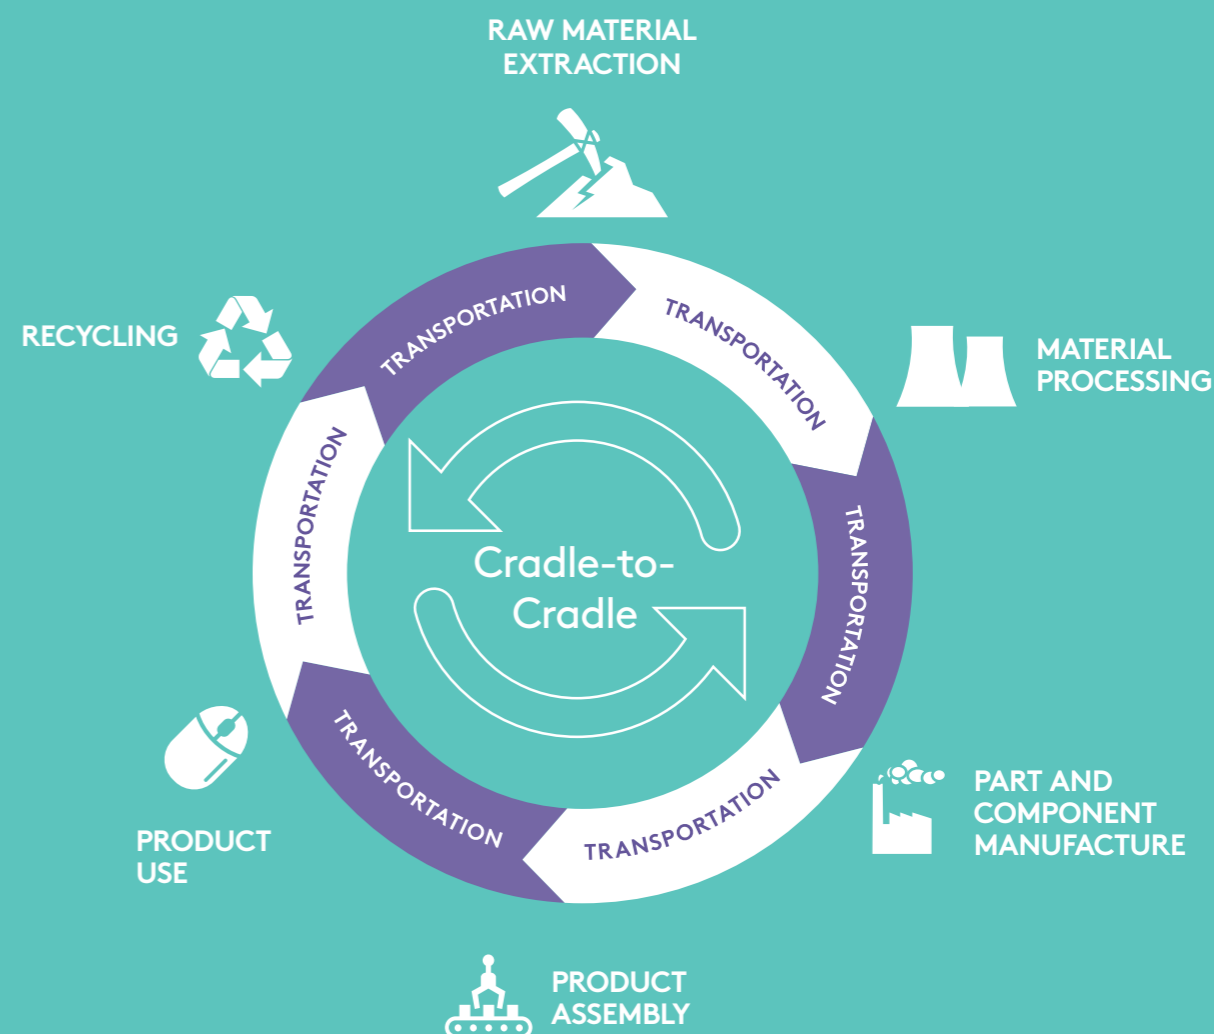 RAW MATERIAL
EXTRACTION
TRANSPORTATION
MATERIAL
PROCESSING
TRANSPORTATION
PART AND
COMPONENT
MANUFACTURE
TRANSPORTATION
PRODUCT
ASSEMBLY
TRANSPORTATION
PRODUCT
USE
TRANSPORTATION
RECYCLING
TRANSPORTATION
Cradle-to-
Cradle